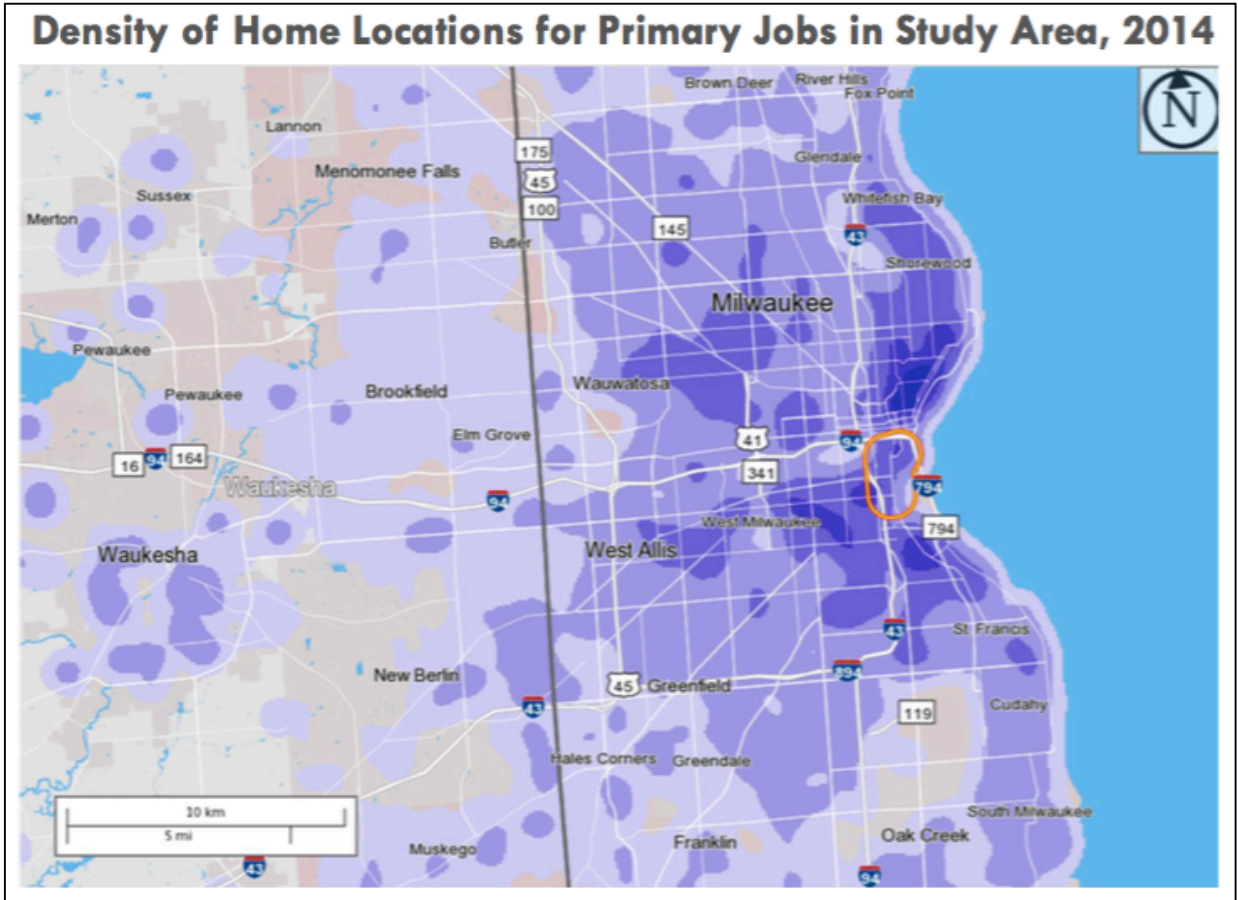 Density of Home Locations for Primary Jobs in Study Area, 2014
N
Brown Deer
River Hills
Fox Point
Lannon
175
Glendale
Menomonee Falls
45
Sussex
Whitefish Bay
100
Merton
145
43
Butler
Shorewood
Milwaukee
Pewaukee
Wauwatosa
Brookfield
Pewaukee
Elm Grove
41
94
16
94
164
341
Waukesha
94
794
West Milwaukee
794
Waukesha
West Allis
43
St. Francis
894
New Berlin
45
Greenfield
43
119
Cudahy
Hales Corners
Greendale
10 km
5 mi
South Milwaukee
Oak Creek
Franklin
Muskego
43
94